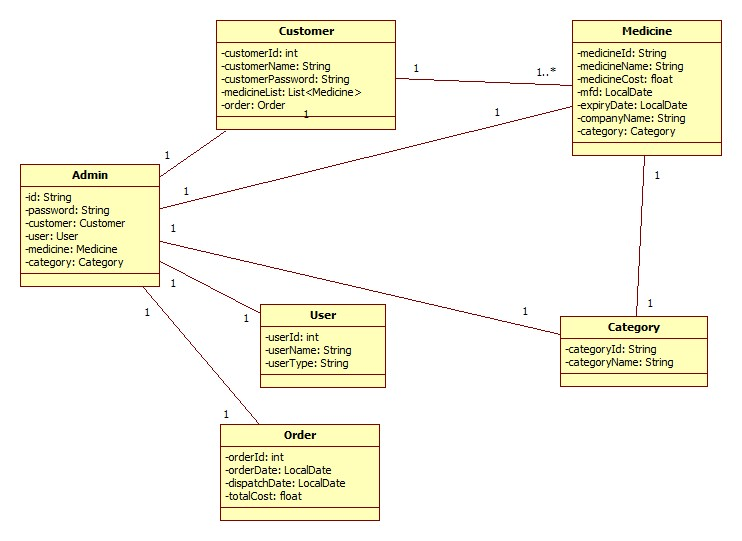 Customer
-customerId: int
-customerName: String
-customerPassword: String
-medicineList: List<Medicine>
-order: Order
1
Medicine
-medicineId: String
-medicineName: String
-medicineCost: float
-mfd: LocalDate
-expiryDate: LocalDate
-companyName: String
-category: Category
1
1..*
1
1
1
1
1
Admin
-id: String
-password: String
-customer: Customer
-user: User
-medicine: Medicine
-category: Category
1
1
1
1
1
1
User
-userId: int
-userName: String
-userType: String
Category
-categoryId: String
-categoryName: String
1
Order
-orderId: int
-orderDate: LocalDate
-dispatchDate: LocalDate
-totalCost: float